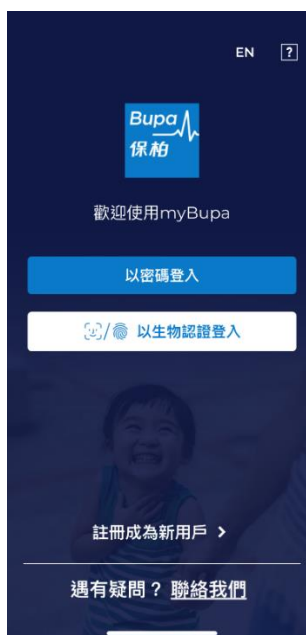 EN ?
Bupa
保柏
歡迎使用myBupa
以密碼登入
/ 以生物認證登入
註冊成為新用戶 >
遇有疑問？ 聯絡我們